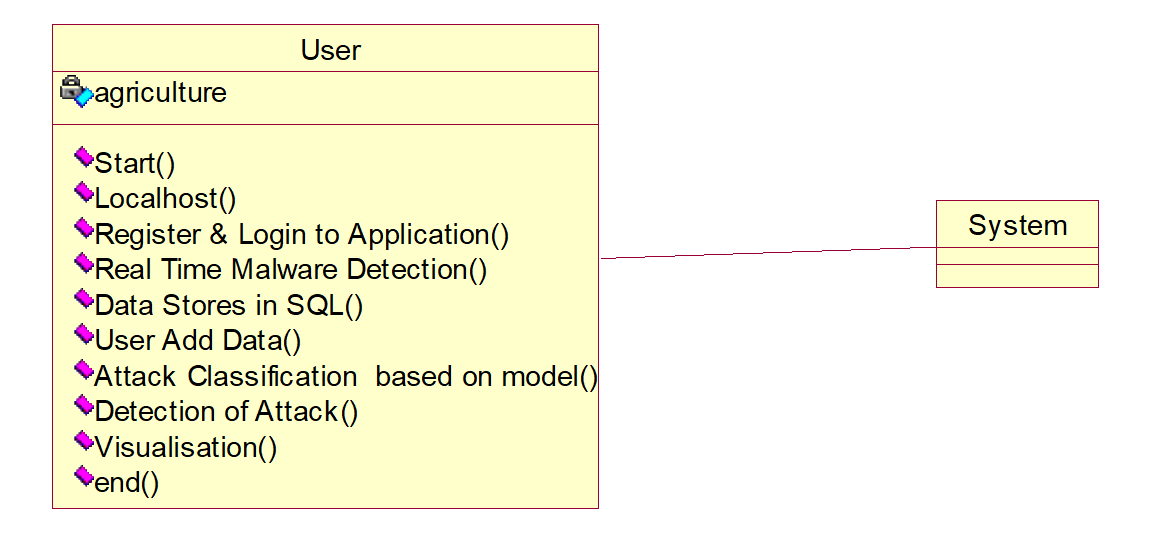 User
agriculture
Start()
Localhost()
Register & Login to Application()
Real Time Malware Detection()
Data Stores in SQL()
User Add Data()
Attack Classification  based on model()
Detection of Attack()
Visualisation()
end()
System